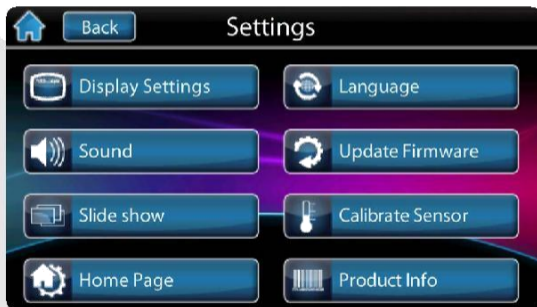 Back
Settings
Display Settings
Language
Sound
Update Firmware
Slide show
Calibrate Sensor
Home Page
Product Info